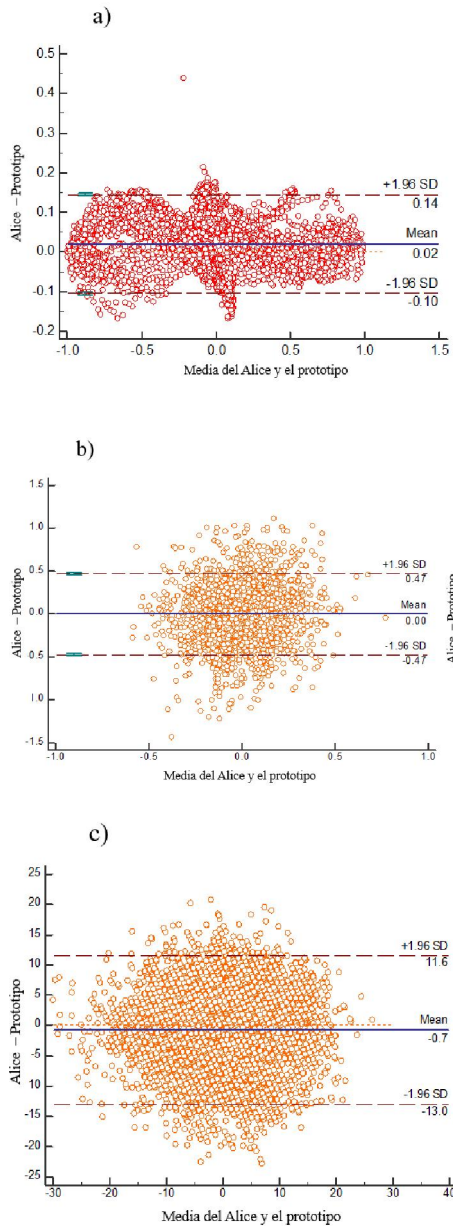 a)
0.5
0.4
0.3
0.2
0.1
0.0
-0.1
-0.2
Alice – Prototipo
+1.96 SD
0.14
Mean
0.02
-1.96 SD
-0.10
-1.0
-0.5
0.0
0.5
1.0
1.5
Media del Alice y el prototipo
b)
1.5
1.0
0.5
0.0
-0.5
-1.0
-1.5
Alice – Prototipo
+1.96 SD
0.47
Mean
0.00
-1.96 SD
-0.47
Alice – Prototipo
-1.0
-0.5
0.0
0.5
1.0
Media del Alice y el prototipo
c)
25
20
15
10
5
0
-5
-10
-15
-20
-25
Alice – Prototipo
+1.96 SD
11.6
Mean
-0.7
-1.96 SD
-13.0
-30
-20
-10
0
10
20
30
40
Media del Alice y el prototipo